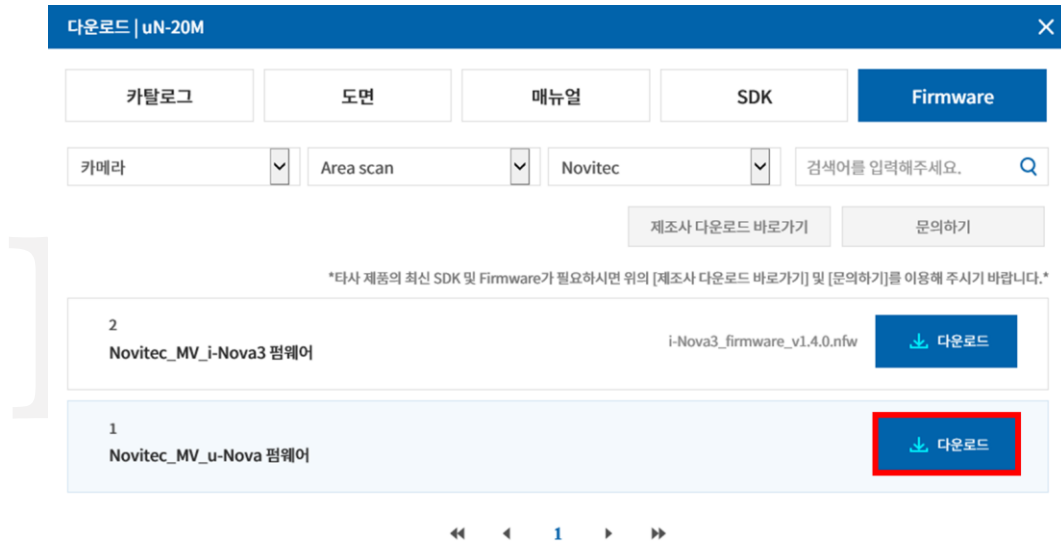 다운로드 | uN-20M
카탈로그 도면 매뉴얼 SDK Firmware
카메라 Area scan Novitec 검색어를 입력해주세요.
제조사 다운로드 바로가기 문의하기
*타사 제품의 최신 SDK 및 Firmware가 필요하시면 위의 [제조사 다운로드 바로가기] 및 [문의하기]를 이용해 주시기 바랍니다.*
2
Novitec_MV_i-Nova3 펌웨어 i-Nova3_firmware_v1.4.0.nfw 다운로드
1
Novitec_MV_u-Nova 펌웨어 다운로드
1